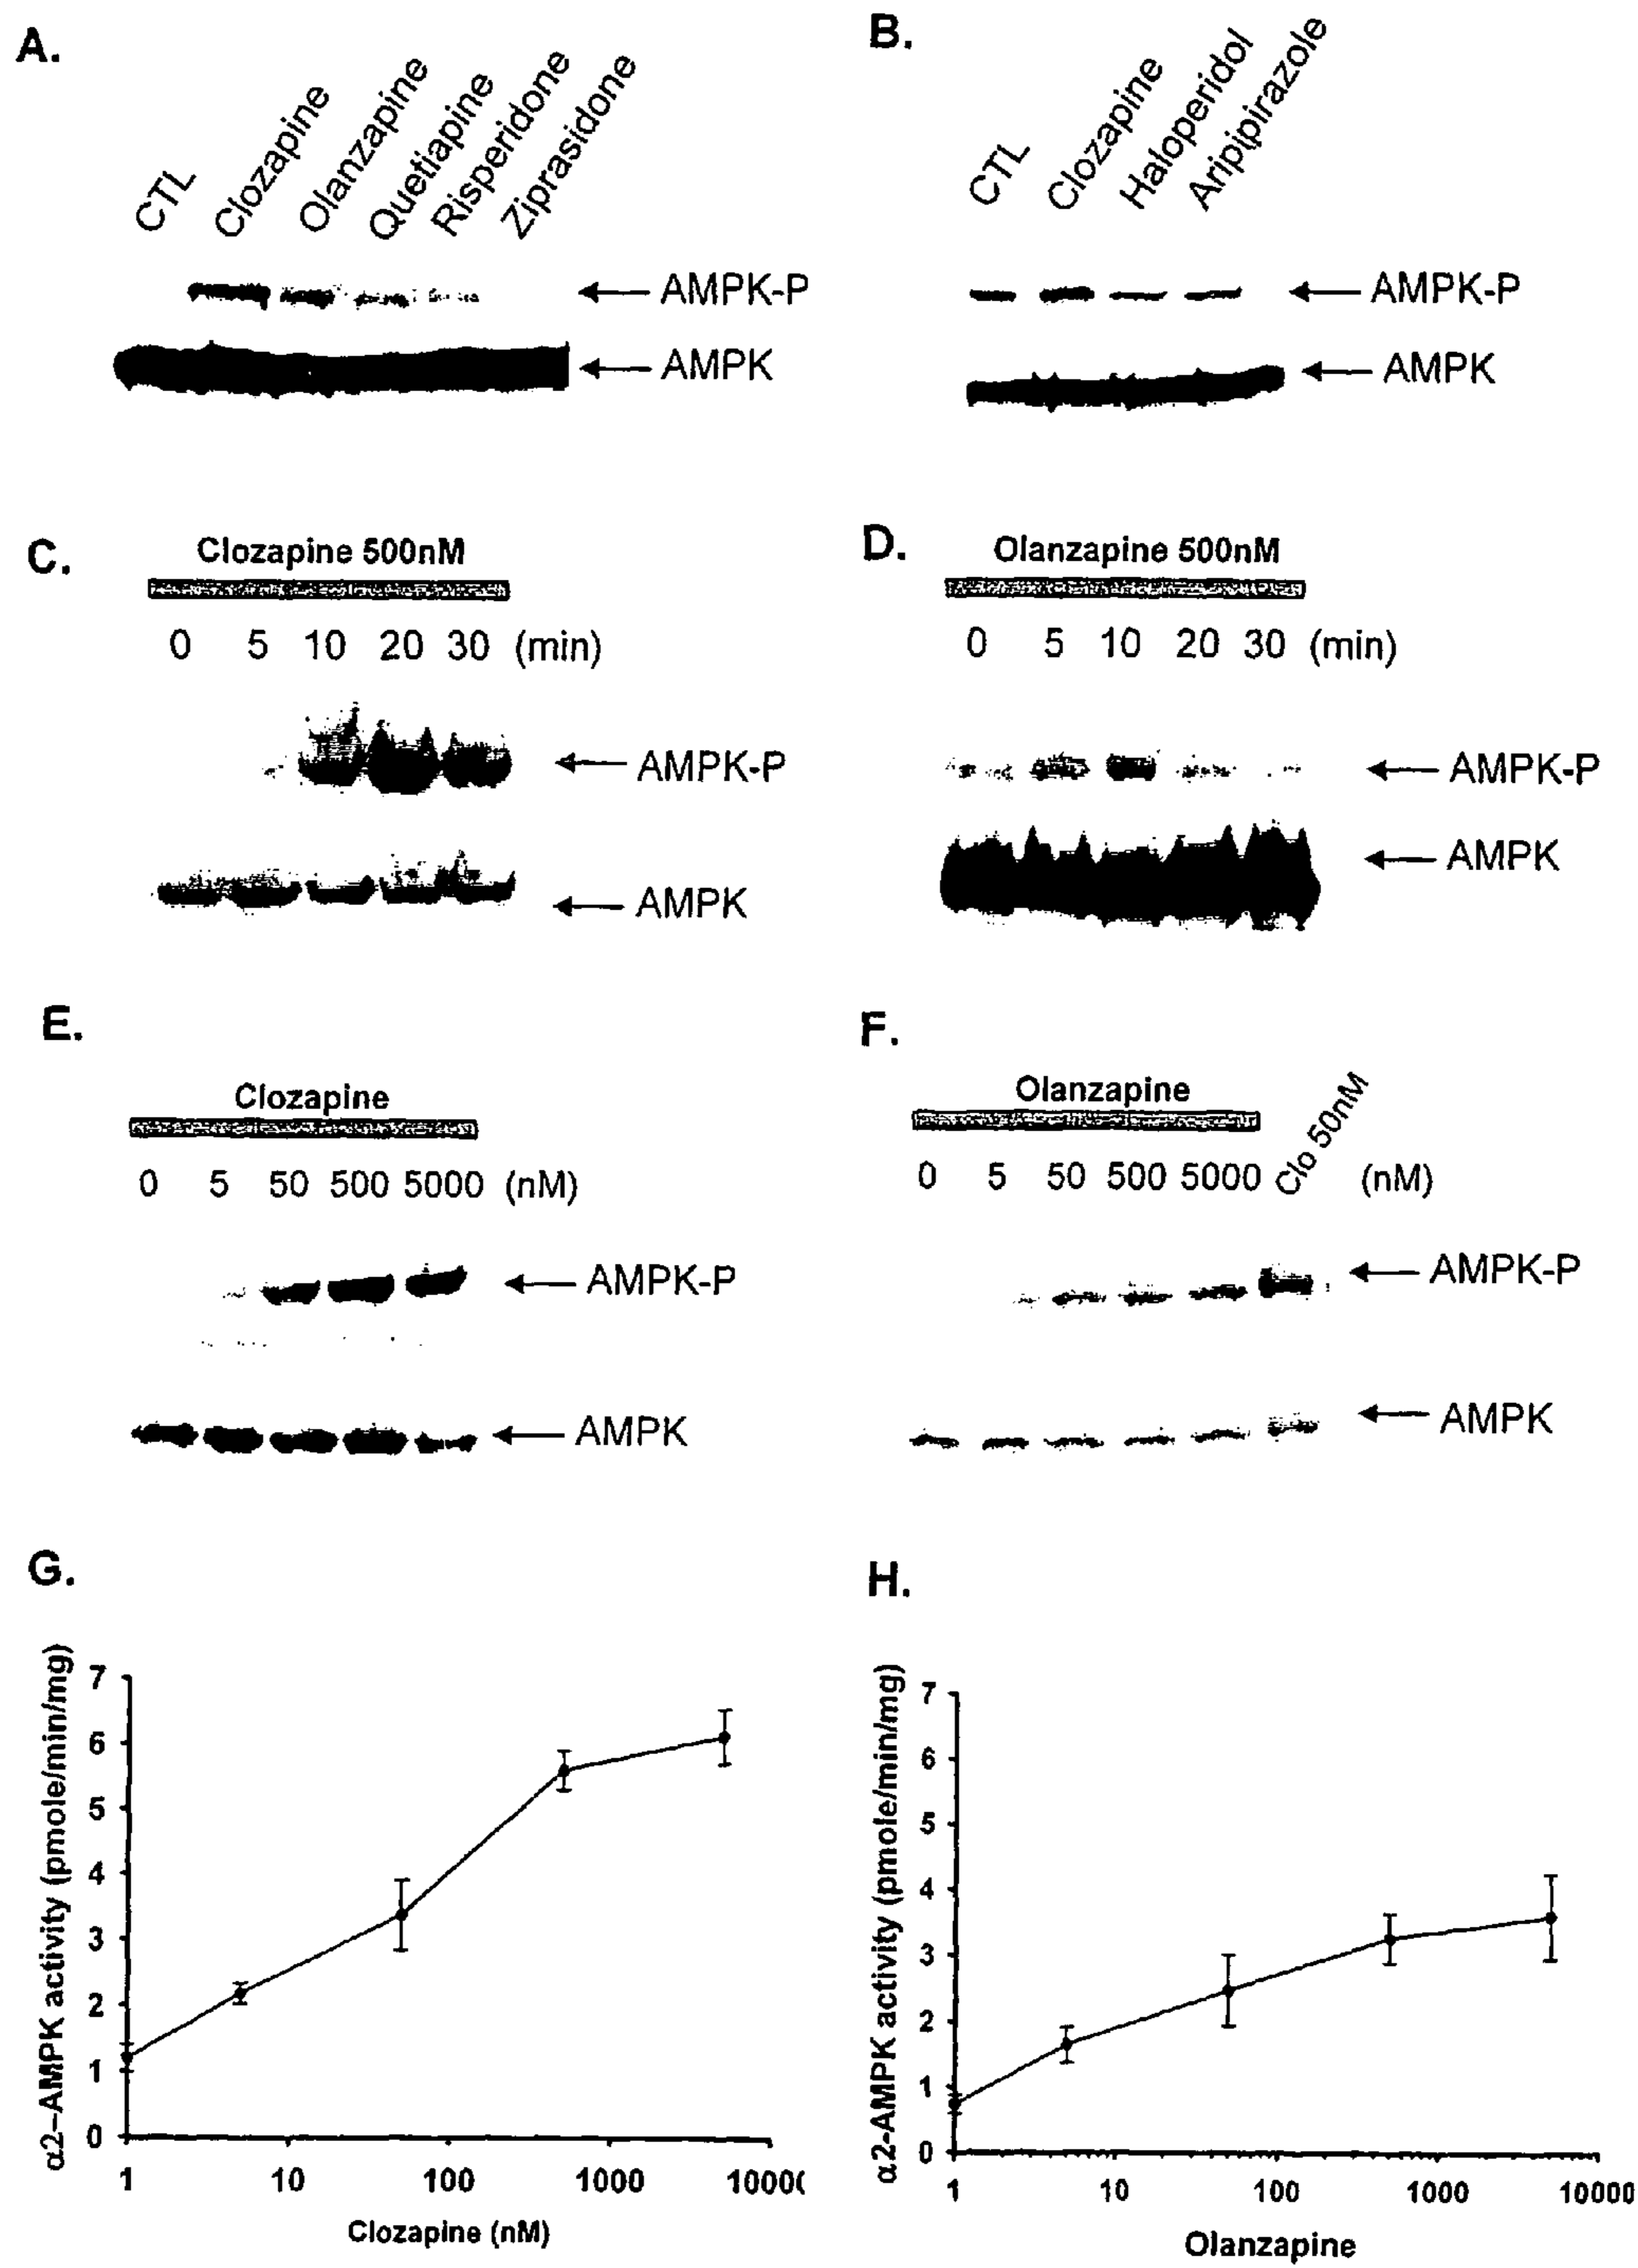 A.
CTL
Clozapine
Olanzapine
Quetiapine
Risperidone
Ziprasidone
AMPK-P
AMPK
B.
CTL
Clozapine
Haloperidol
Aripipirazole
AMPK-P
AMPK
C.
Clozapine 500nM
0 5 10 20 30 (min)
AMPK-P
AMPK
D.
Olanzapine 500nM
0 5 10 20 30 (min)
AMPK-P
AMPK
E.
Clozapine
0 5 50 500 5000 (nM)
AMPK-P
AMPK
F.
Olanzapine
Clo 50nM
0 5 50 500 5000 (nM)
AMPK-P
AMPK
G.
α2-AMPK activity (pmole/min/mg)
7
6
5
4
3
2
1
0
1 10 100 1000 10000
Clozapine (nM)
H.
α2-AMPK activity (pmole/min/mg)
7
6
5
4
3
2
1
0
1 10 100 1000 10000
Olanzapine